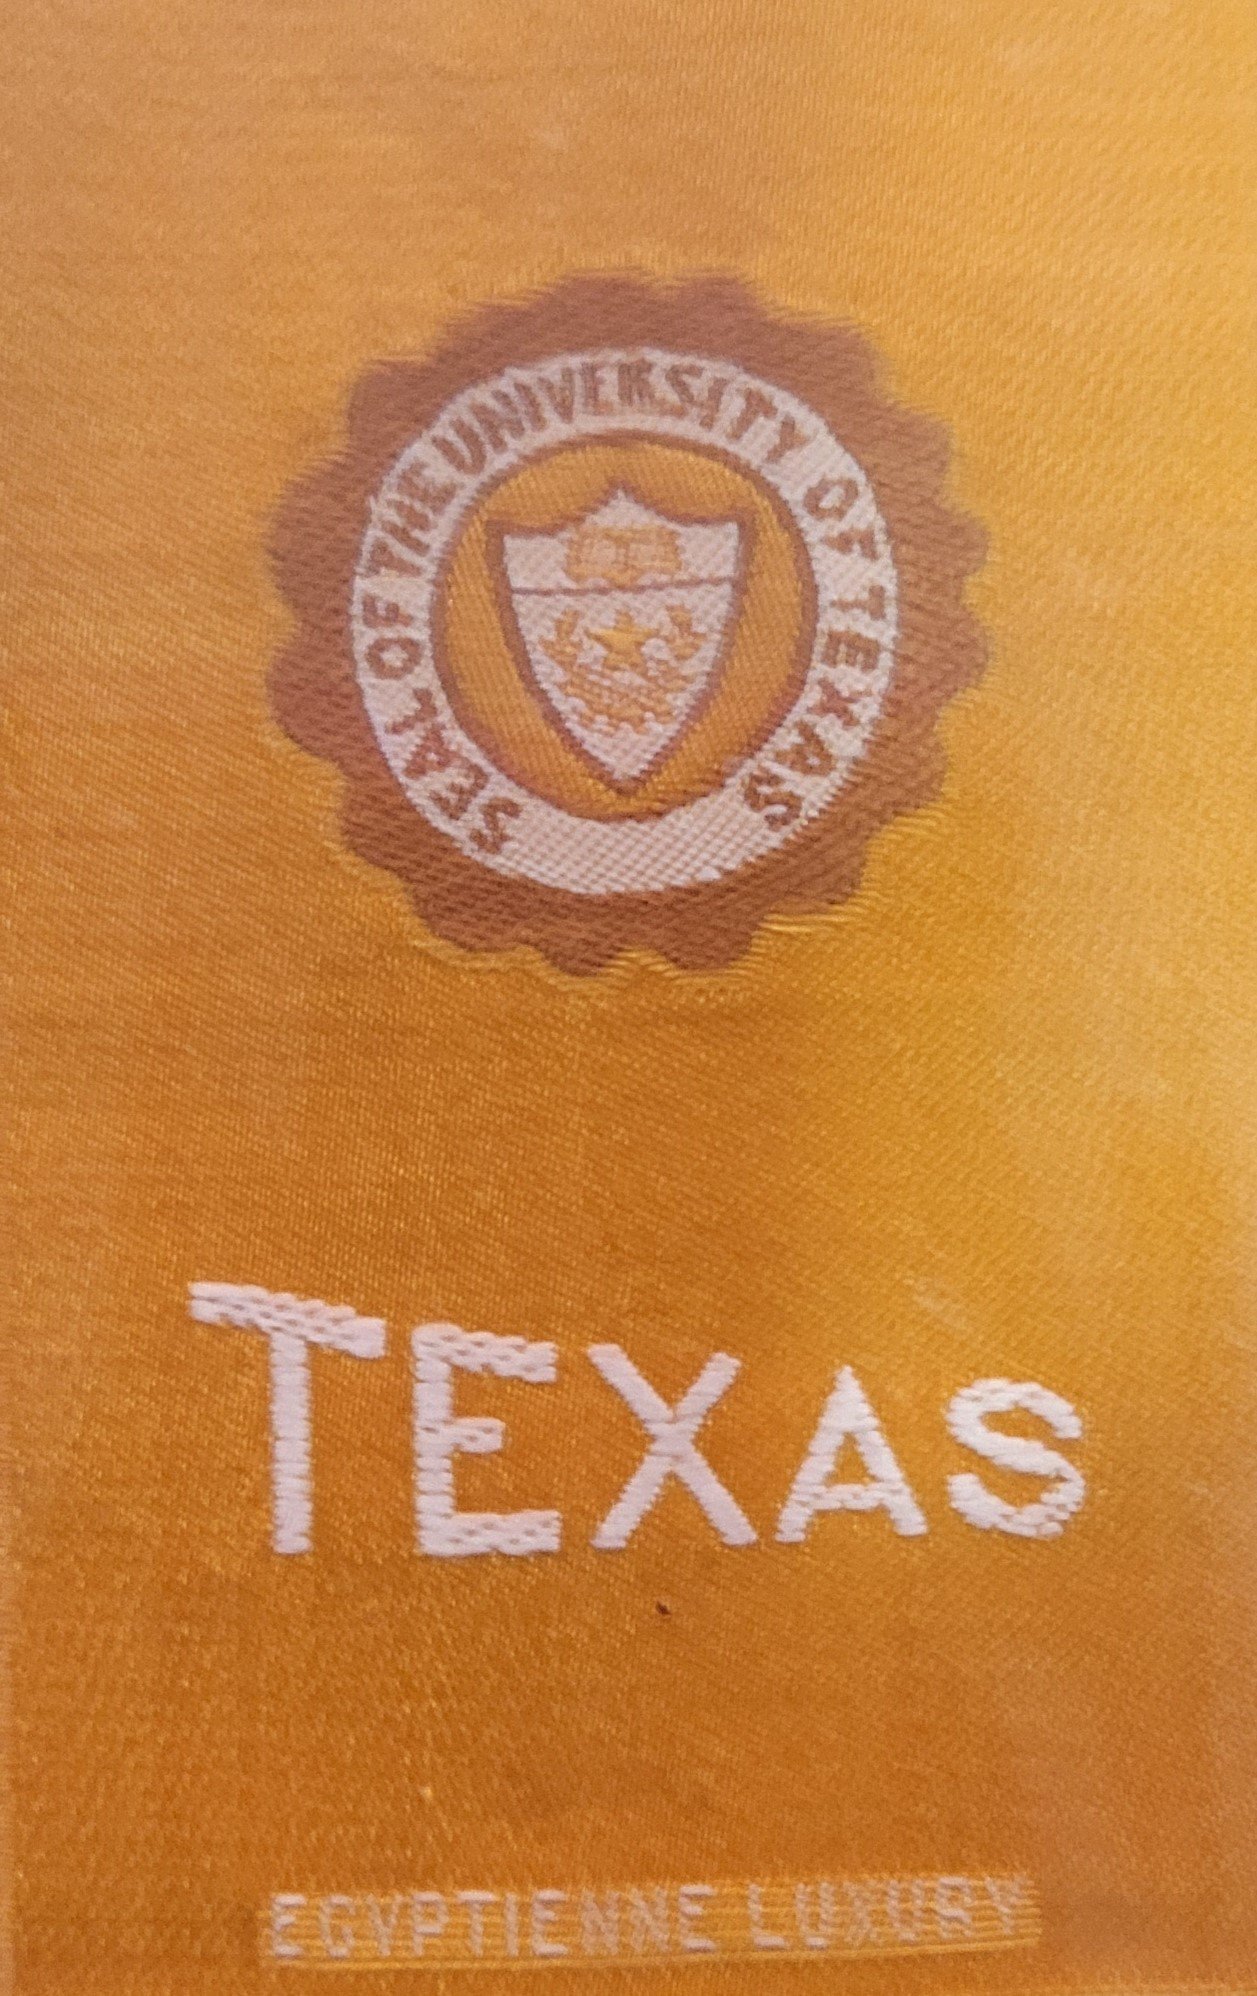 SEAL OF THE UNIVERSITY OF TEXAS
TEXAS
EGYPTIENNE LUXURY